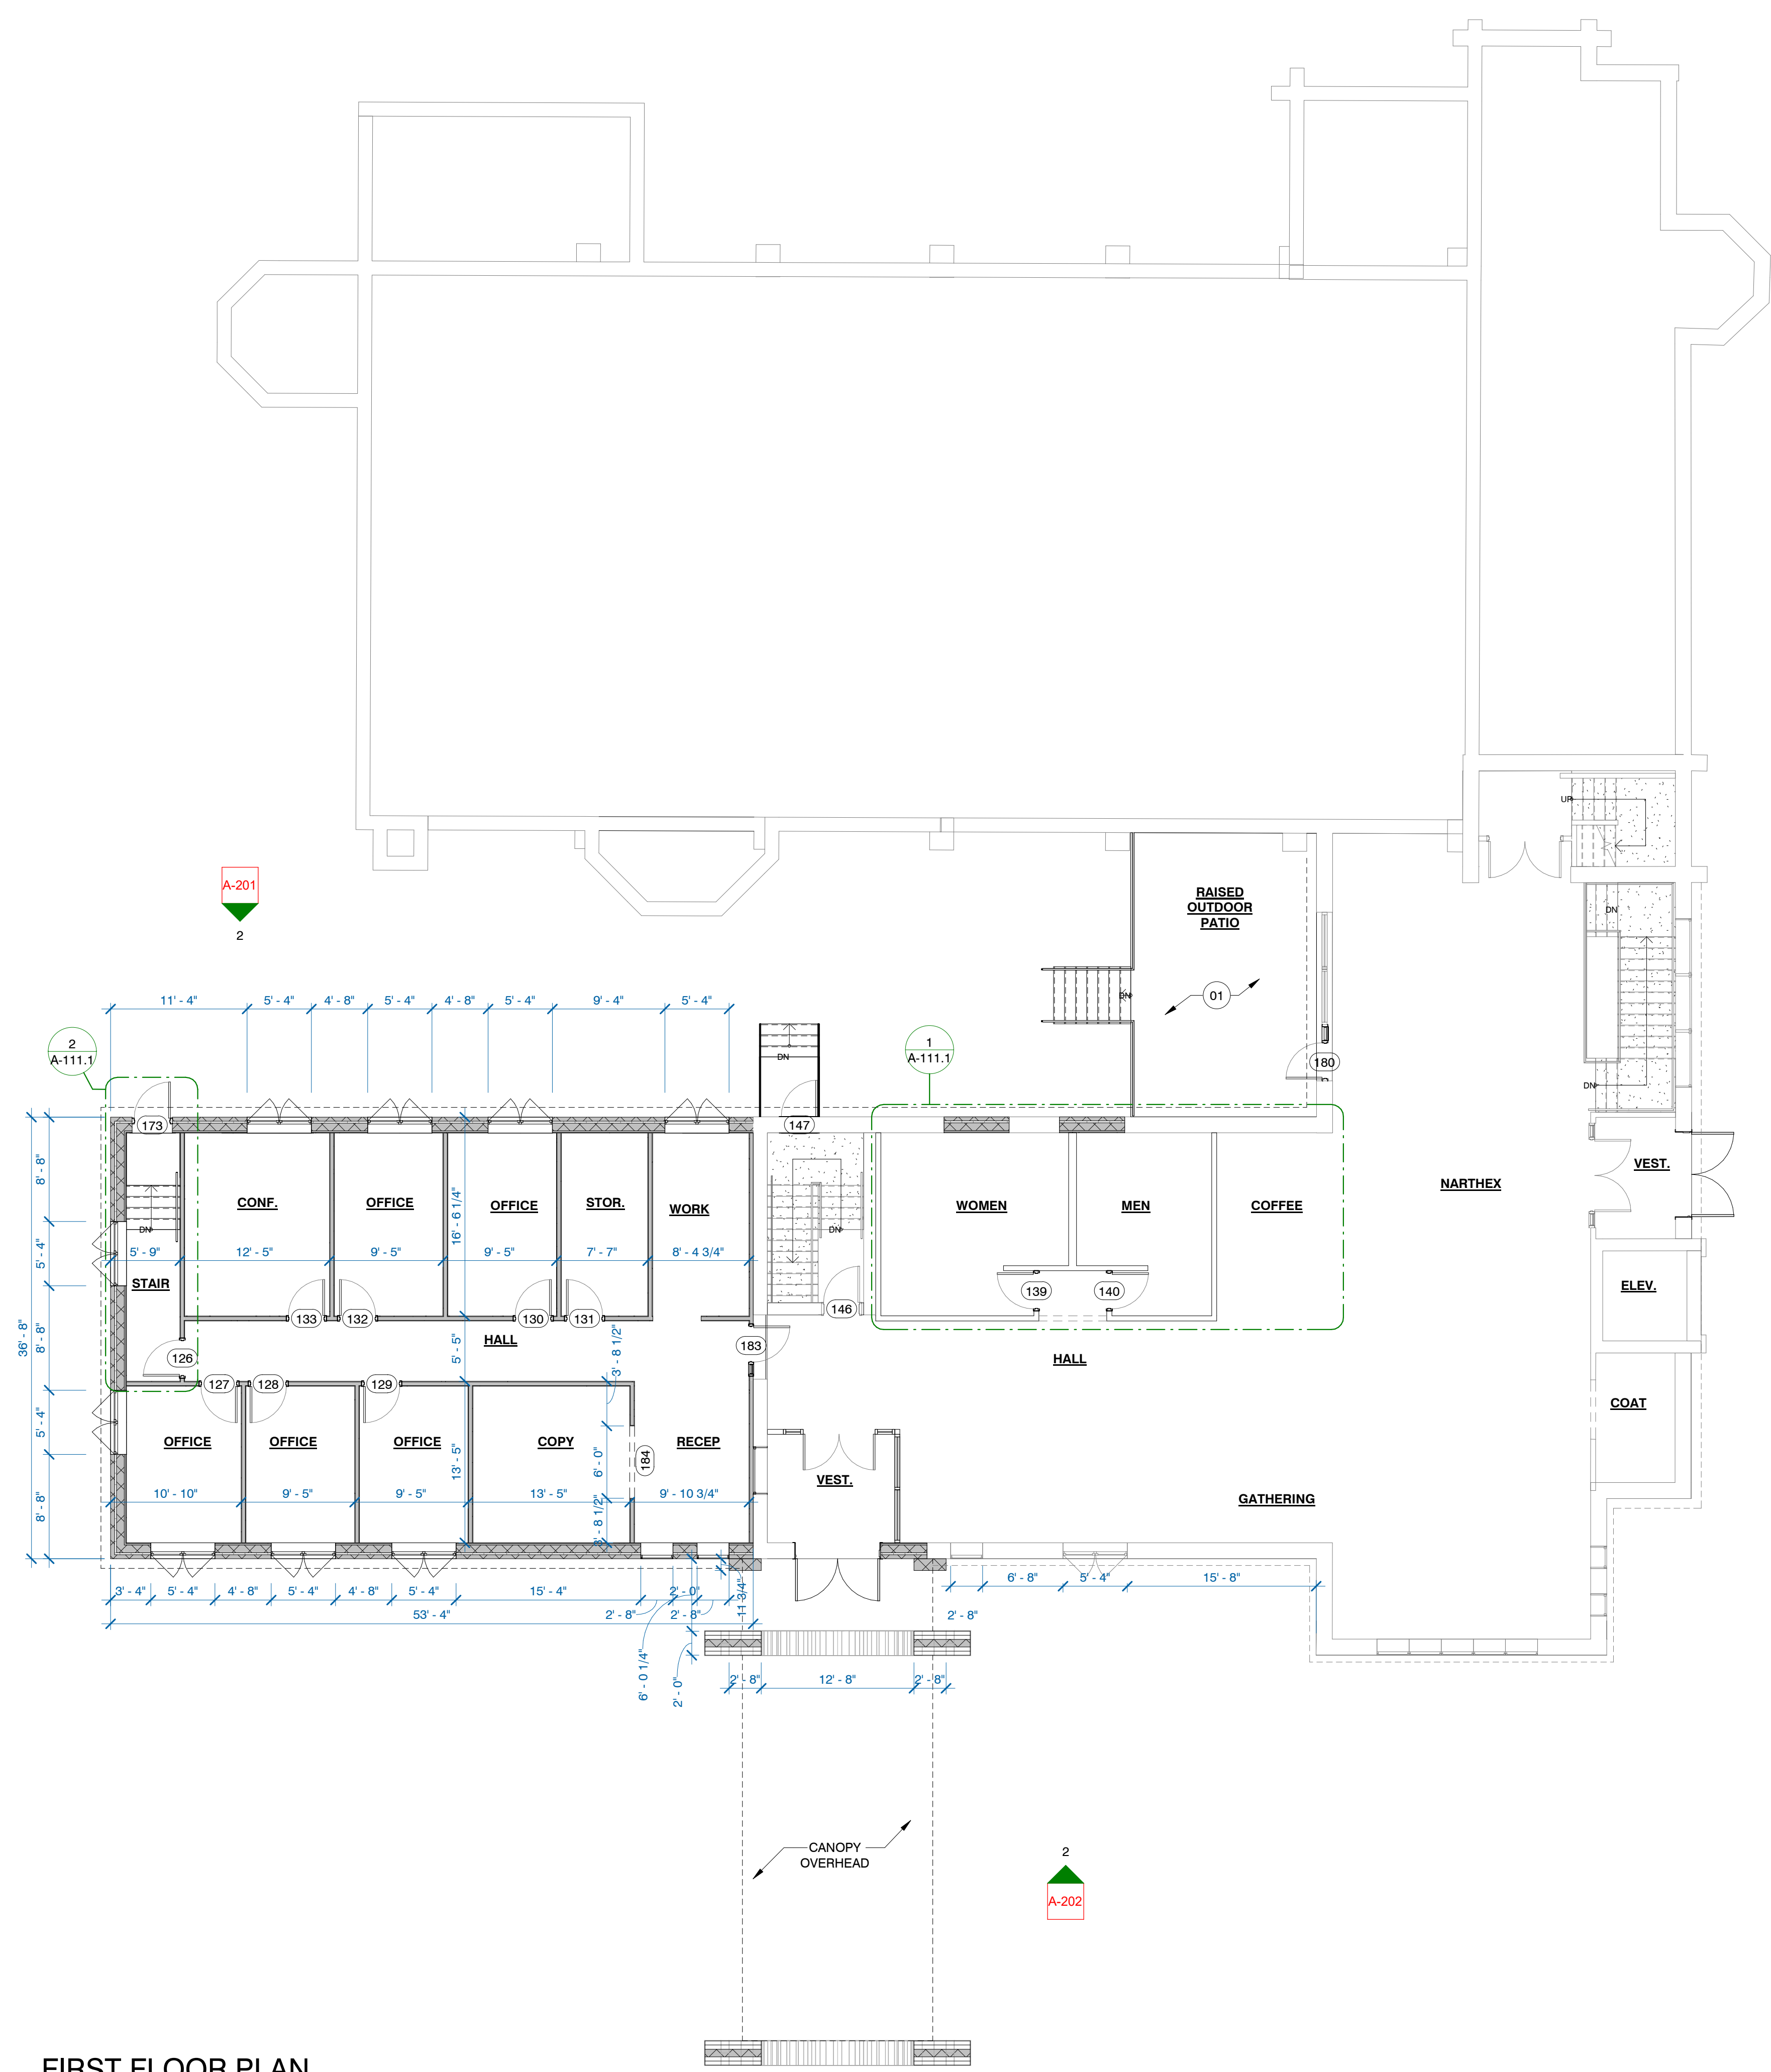 UP
DN
A-201
2
RAISED
OUTDOOR
PATIO
DN
01
DN
11' - 4"
5' - 4"
4' - 8"
5' - 4"
4' - 8"
5' - 4"
9' - 4"
5' - 4"
2
A-111.1
1
A-111.1
DN
180
DN
173
147
8' - 8"
5' - 4"
8' - 8"
5' - 4"
8' - 8"
36' - 8"
CONF.
OFFICE
OFFICE
STOR.
WORK
16' - 6 1/4"
WOMEN
MEN
COFFEE
NARTHEX
VEST.
DN
DN
5' - 9"
12' - 5"
9' - 5"
9' - 5"
7' - 7"
8' - 4 3/4"
STAIR
ELEV.
139
140
146
133
132
130
131
HALL
5' - 5"
3' - 8 1/2"
183
126
HALL
127
128
129
COAT
OFFICE
OFFICE
OFFICE
COPY
RECEP
13' - 5"
6' - 0"
184
VEST.
10' - 10"
9' - 5"
9' - 5"
13' - 5"
9' - 10 3/4"
3' - 8 1/2"
GATHERING
3' - 4"
5' - 4"
4' - 8"
5' - 4"
4' - 8"
5' - 4"
15' - 4"
2' - 0"
11 3/4"
6' - 8"
5' - 4"
15' - 8"
53' - 4"
2' - 8"
2' - 8"
2' - 8"
6' - 0 1/4"
2' - 0"
2' - 8"
12' - 8"
2' - 8"
CANOPY
OVERHEAD
2
A-202
FIRST FLOOR PLAN